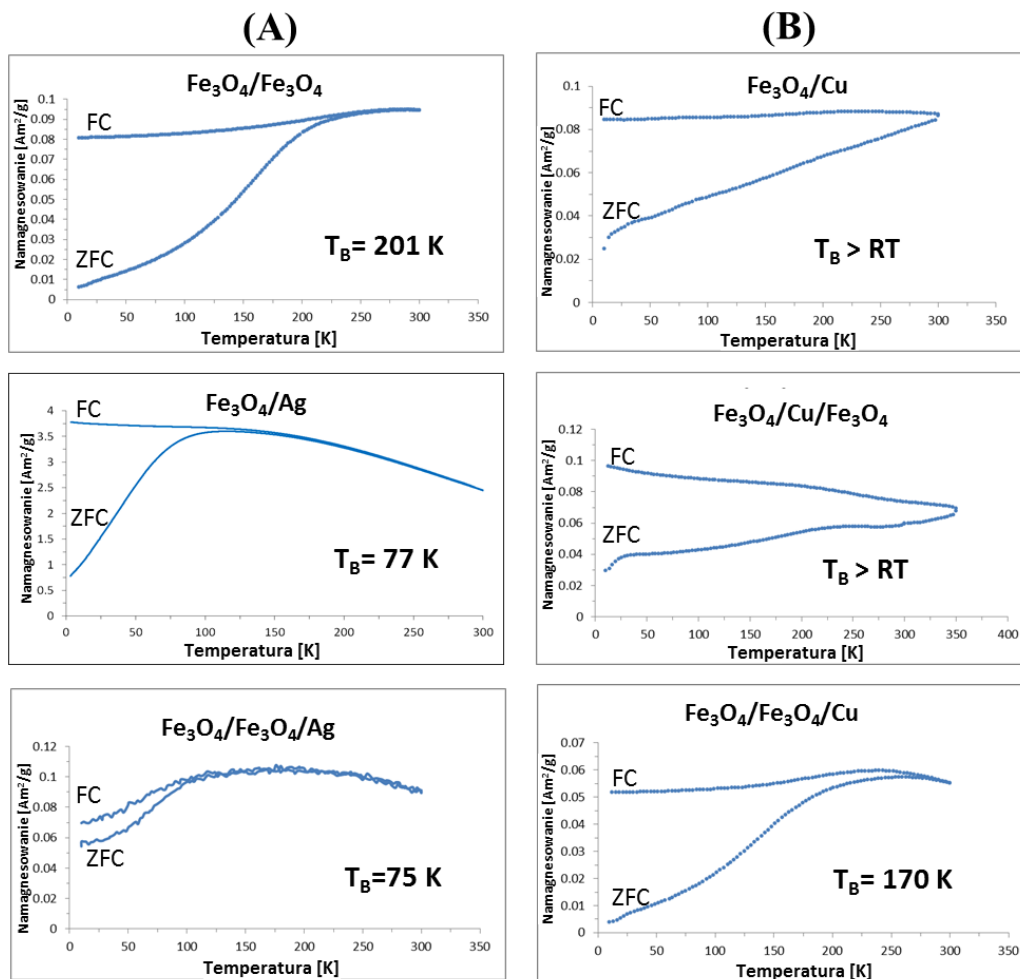 (A)
Fe₃O₄/Fe₃O₄
Namagnesowanie [Am²/g]
0.1
0.09
0.08
0.07
0.06
0.05
0.04
0.03
0.02
0.01
0
FC
ZFC
T_B= 201 K
0 50 100 150 200 250 300 350
Temperatura [K]
Fe₃O₄/Ag
Namagnesowanie [Am²/g]
4
3.5
3
2.5
2
1.5
1
0.5
0
FC
ZFC
T_B= 77 K
0 50 100 150 200 250 300
Temperatura [K]
Fe₃O₄/Fe₃O₄/Ag
Namagnesowanie [Am²/g]
0.12
0.1
0.08
0.06
0.04
0.02
0
FC
ZFC
T_B=75 K
0 50 100 150 200 250 300 350
Temperatura [K]
(B)
Fe₃O₄/Cu
Namagnesowanie [Am²/g]
0.1
0.08
0.06
0.04
0.02
0
FC
ZFC
T_B > RT
0 50 100 150 200 250 300 350
Temperatura [K]
Fe₃O₄/Cu/Fe₃O₄
Namagnesowanie [Am²/g]
0.12
0.1
0.08
0.06
0.04
0.02
0
FC
ZFC
T_B > RT
0 50 100 150 200 250 300 350 400
Temperatura [K]
Fe₃O₄/Fe₃O₄/Cu
Namagnesowanie [Am²/g]
0.07
0.06
0.05
0.04
0.03
0.02
0.01
0
FC
ZFC
T_B= 170 K
0 50 100 150 200 250 300 350
Temperatura [K]